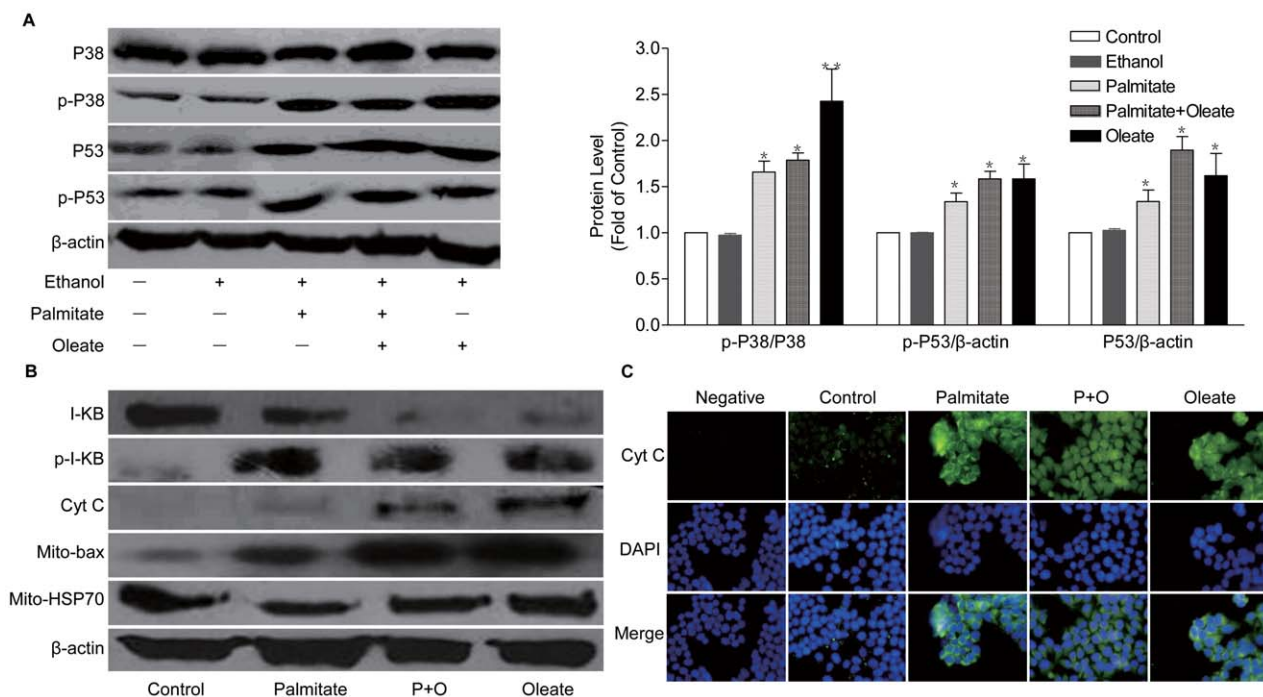 A
P38
p-P38
P53
p-P53
β-actin
Ethanol — + + + +
Palmitate — — + + —
Oleate — — — + +
Protein Level
(Fold of Control)
3.0
2.5
2.0
1.5
1.0
0.5
0.0
Control
Ethanol
Palmitate
Palmitate+Oleate
Oleate
* * **
* * *
* * *
p-P38/P38 p-P53/β-actin P53/β-actin
B
I-KB
p-I-KB
Cyt C
Mito-bax
Mito-HSP70
β-actin
Control Palmitate P+O Oleate
C
Negative Control Palmitate P+O Oleate
Cyt C
DAPI
Merge